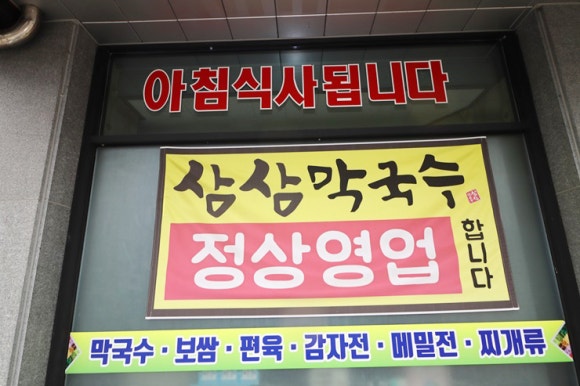 아침식사됩니다
삼삼막국수
정상영업 합니다
막국수·보쌈·편육·감자전·메밀전·찌개류